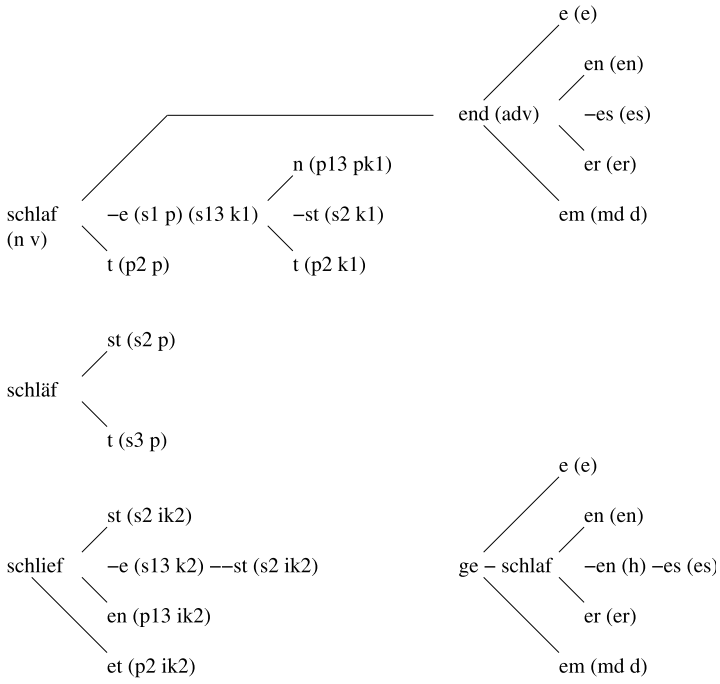 e (e)
en (en)
end (adv) –es (es)
n (p13 pk1) er (er)
schlaf –e (s1 p) (s13 k1) –st (s2 k1) em (md d)
(n v)
t (p2 p) t (p2 k1)
st (s2 p)
schläf
t (s3 p)
e (e)
st (s2 ik2) en (en)
schlief –e (s13 k2) ––st (s2 ik2) ge – schlaf –en (h) –es (es)
en (p13 ik2) er (er)
et (p2 ik2) em (md d)